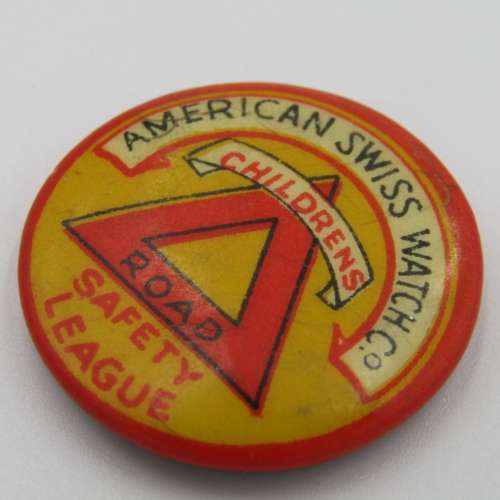 AMERICAN SWISS WATCH Co.
CHILDRENS
ROAD
SAFETY
LEAGUE